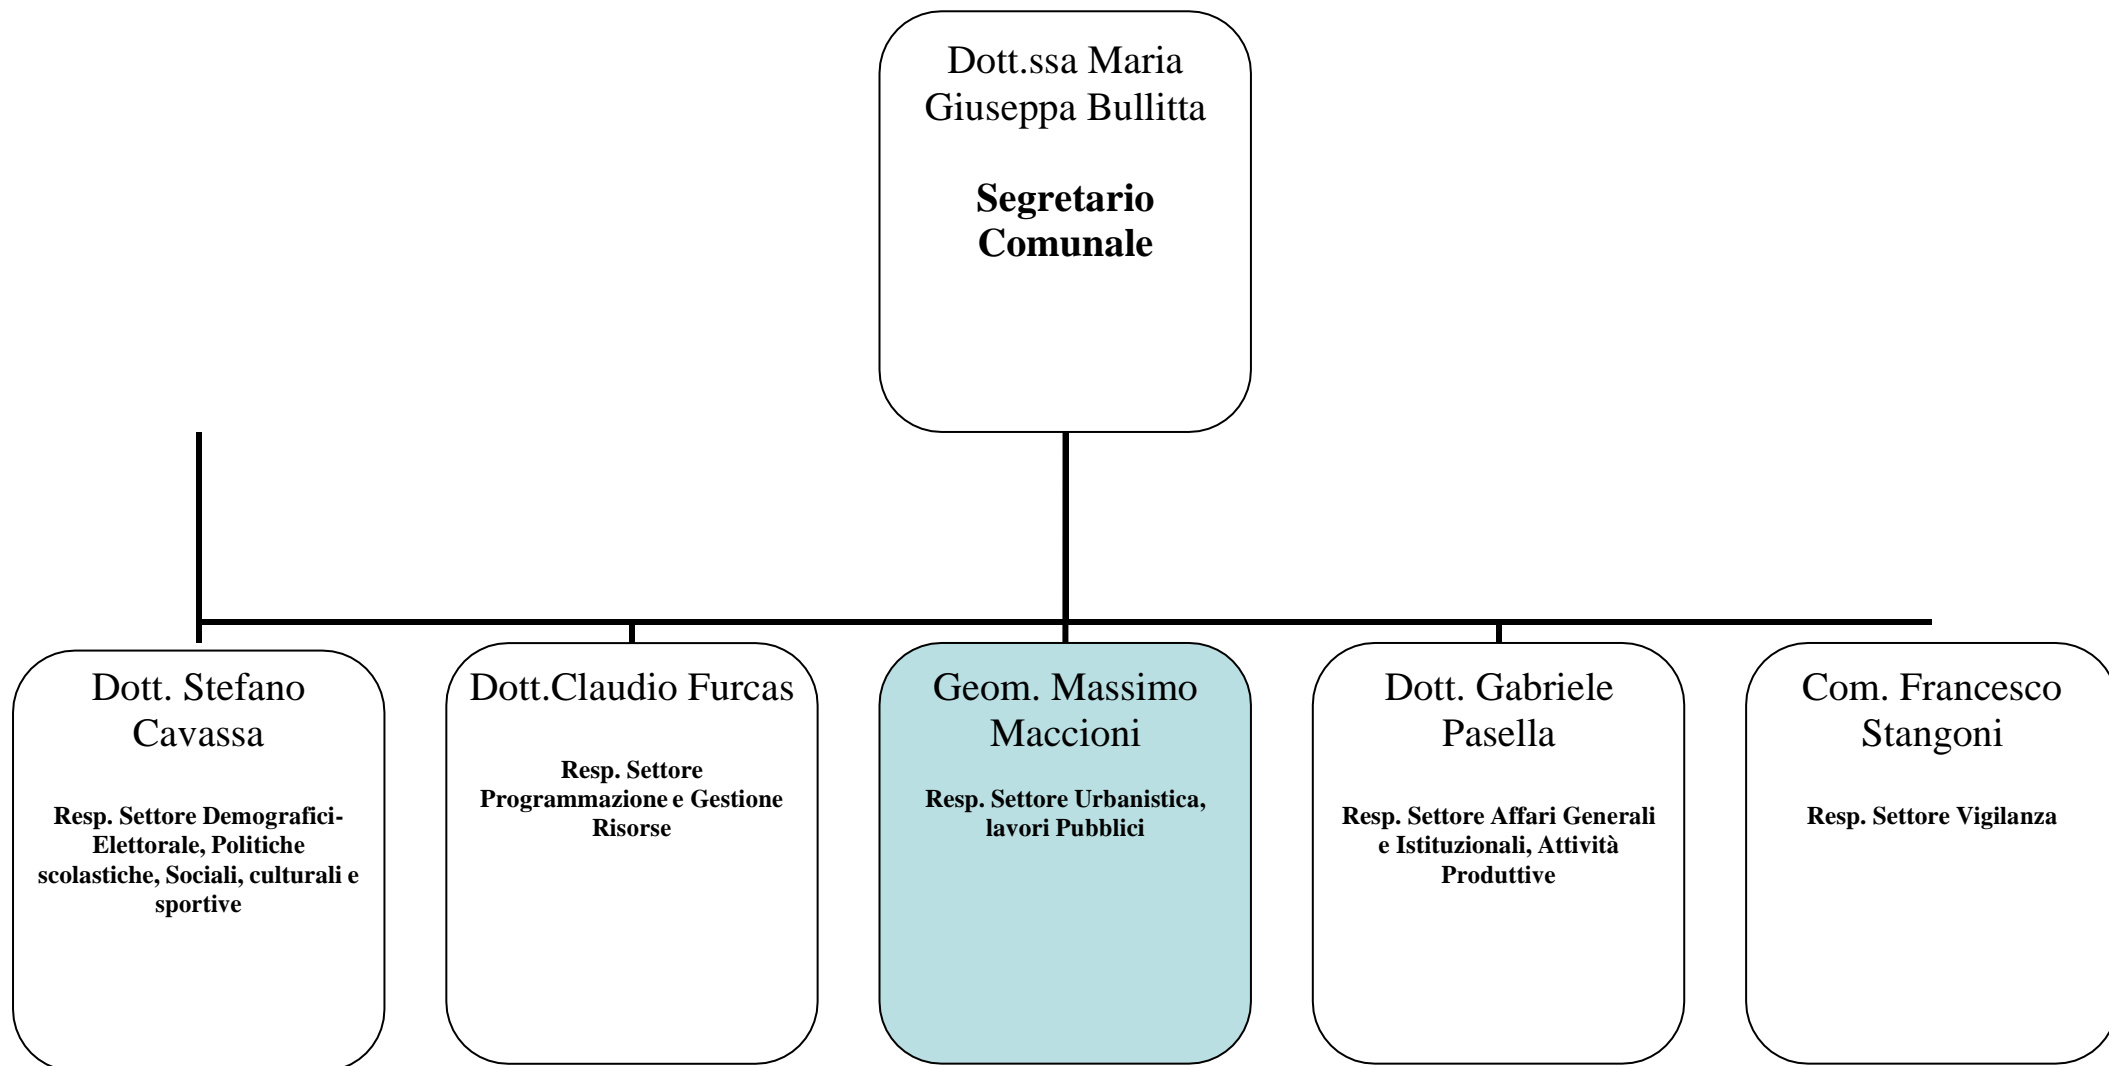 Dott.ssa Maria
Giuseppa Bullitta
Segretario
Comunale
Dott. Stefano
Cavassa
Resp. Settore Demografici-
Elettorale, Politiche
scolastiche, Sociali, culturali e
sportive
Dott.Claudio Furcas
Resp. Settore
Programmazione e Gestione
Risorse
Geom. Massimo
Maccioni
Resp. Settore Urbanistica,
lavori Pubblici
Dott. Gabriele
Pasella
Resp. Settore Affari Generali
e Istituzionali, Attività
Produttive
Com. Francesco
Stangoni
Resp. Settore Vigilanza